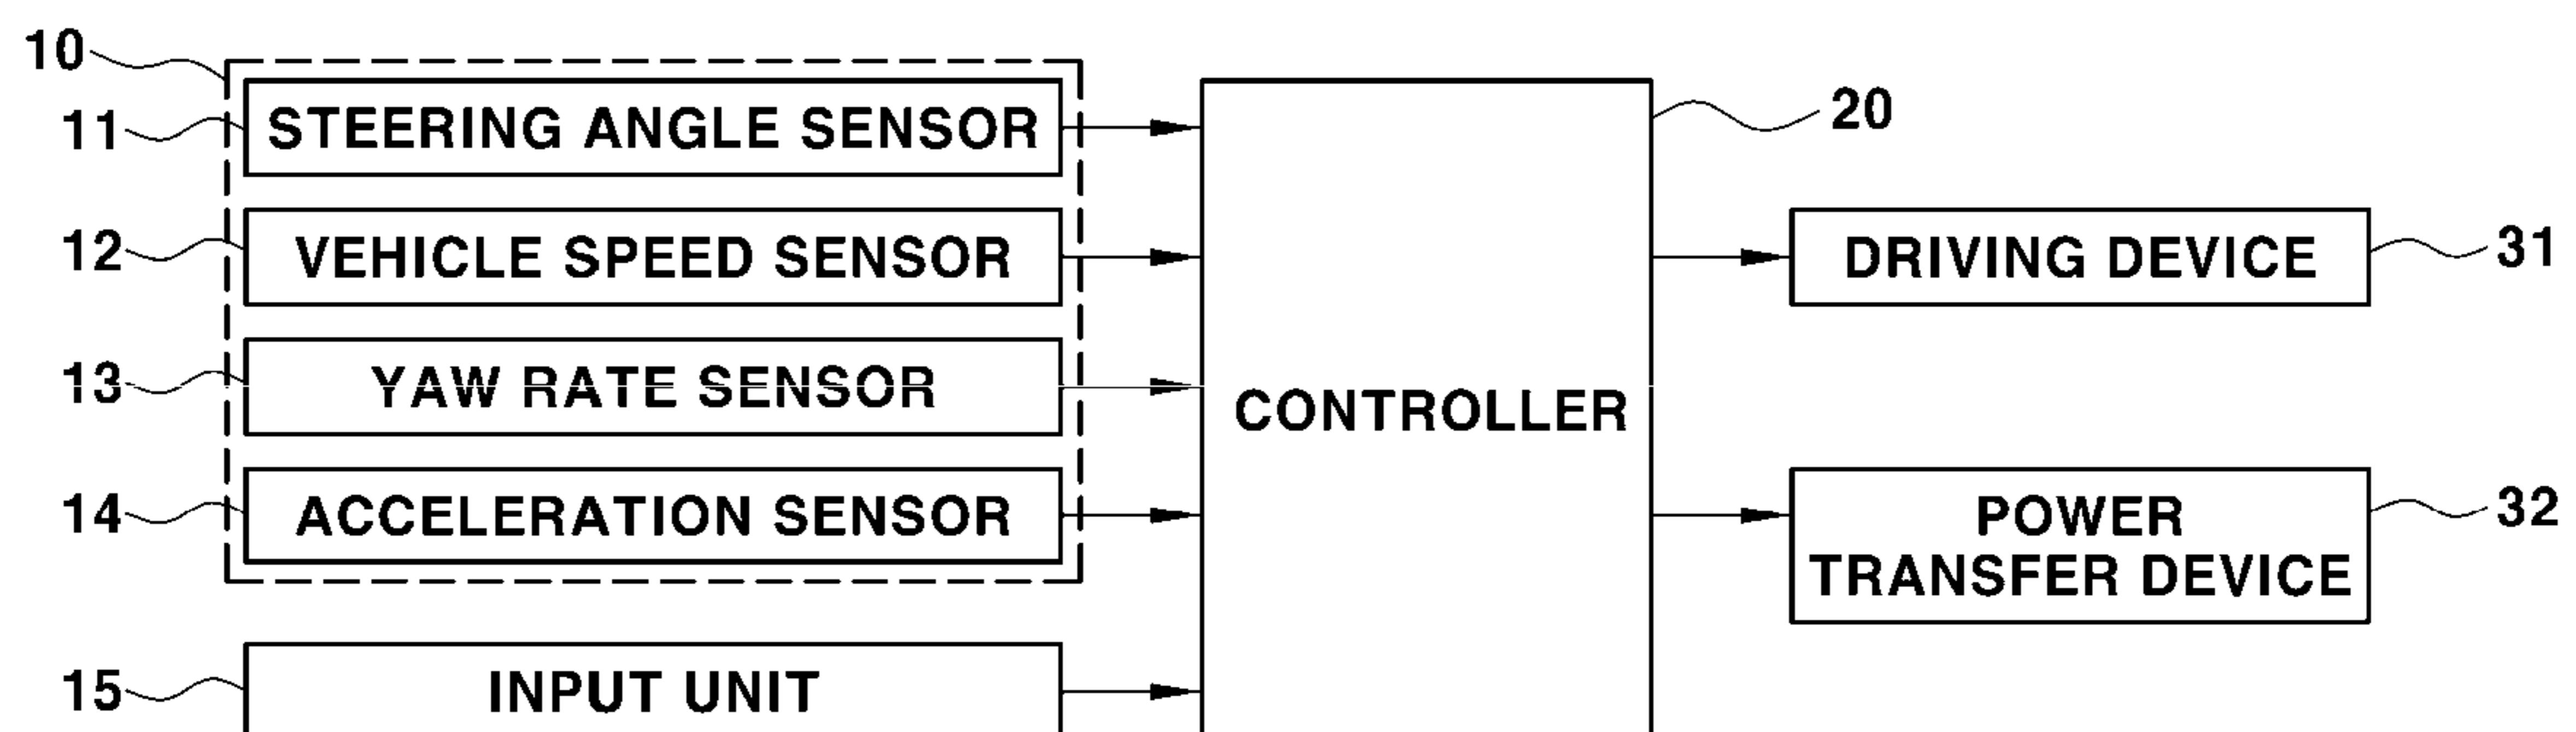 10
11 STEERING ANGLE SENSOR
20
12 VEHICLE SPEED SENSOR
DRIVING DEVICE 31
13 YAW RATE SENSOR
CONTROLLER
14 ACCELERATION SENSOR
POWER
TRANSFER DEVICE
32
15 INPUT UNIT